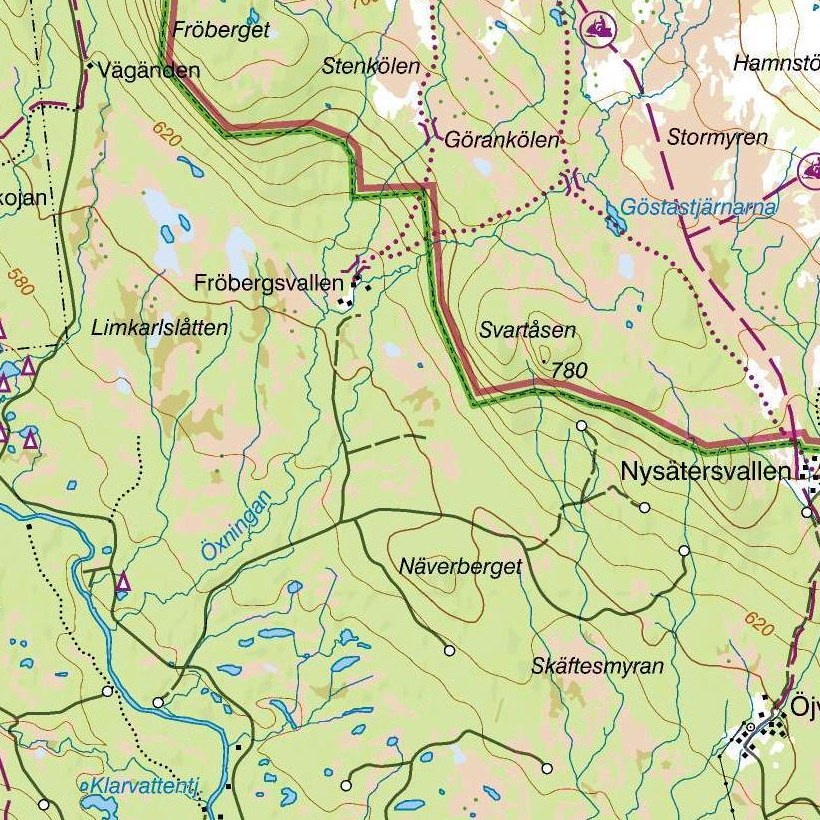 Fröberget
Stenkölen
Vägänden
Hamnstö
620
Görankölen
Stormyren
kojan
Göstastjärnarna
580
Fröbergsvallen
Limkarlslåtten
Svartåsen
780
Nysätersvallen
Öxningan
Näverberget
620
Skäftesmyran
Öjv
Klarvattentj.